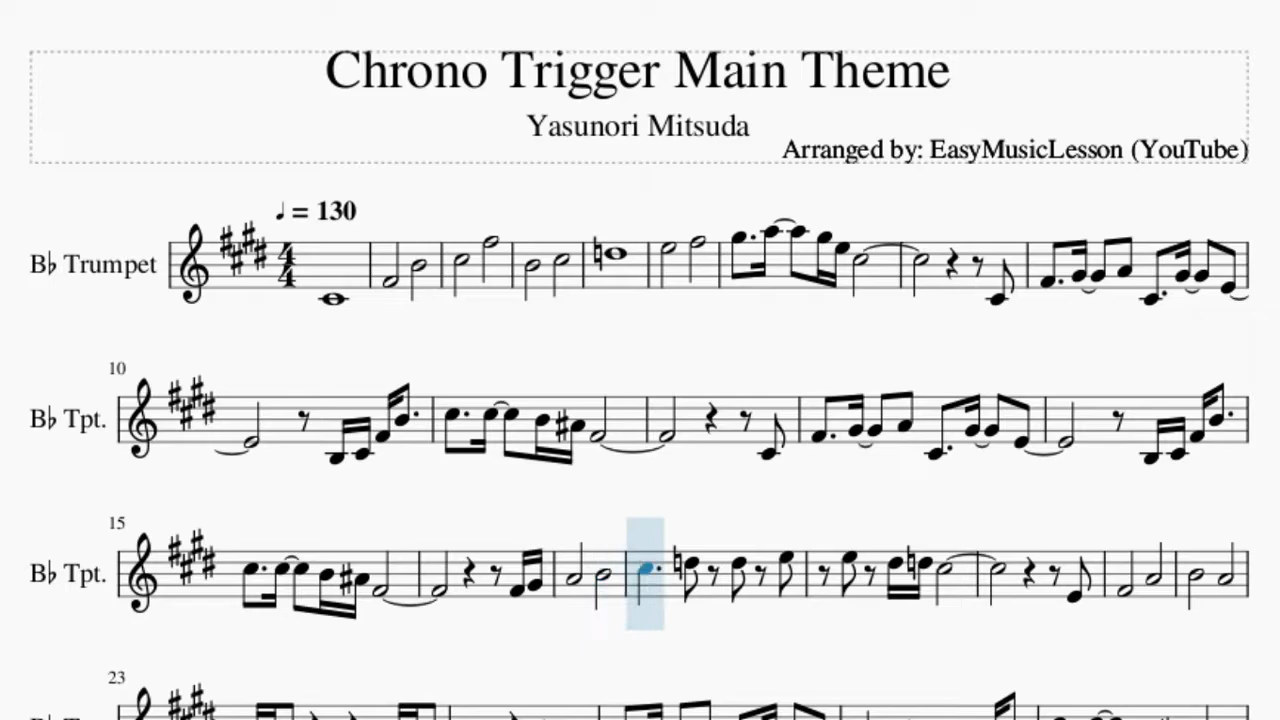 Chrono Trigger Main Theme
Yasunori Mitsuda
Arranged by: EasyMusicLesson (YouTube)
♩ = 130
B♭ Trumpet
4
4
10
B♭ Tpt.
15
B♭ Tpt.
23